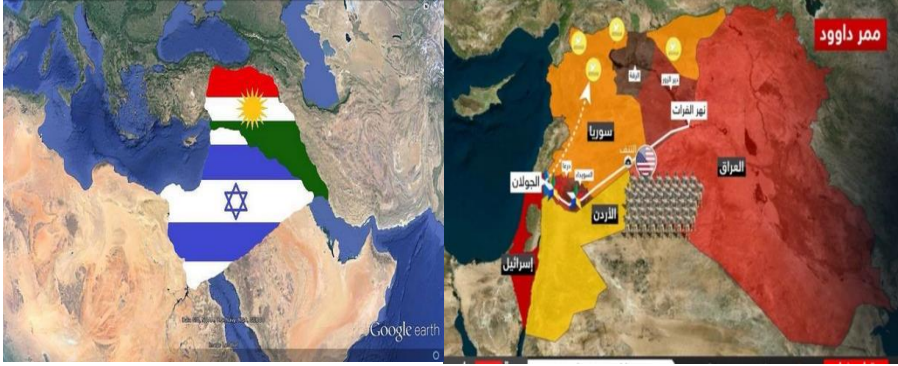 Google earth
ممر داوود
الرقة
دير الزور
نهر الفرات
سوريا
التنف
العراق
درعا
السويداء
الجولان
الأردن
إسرائيل